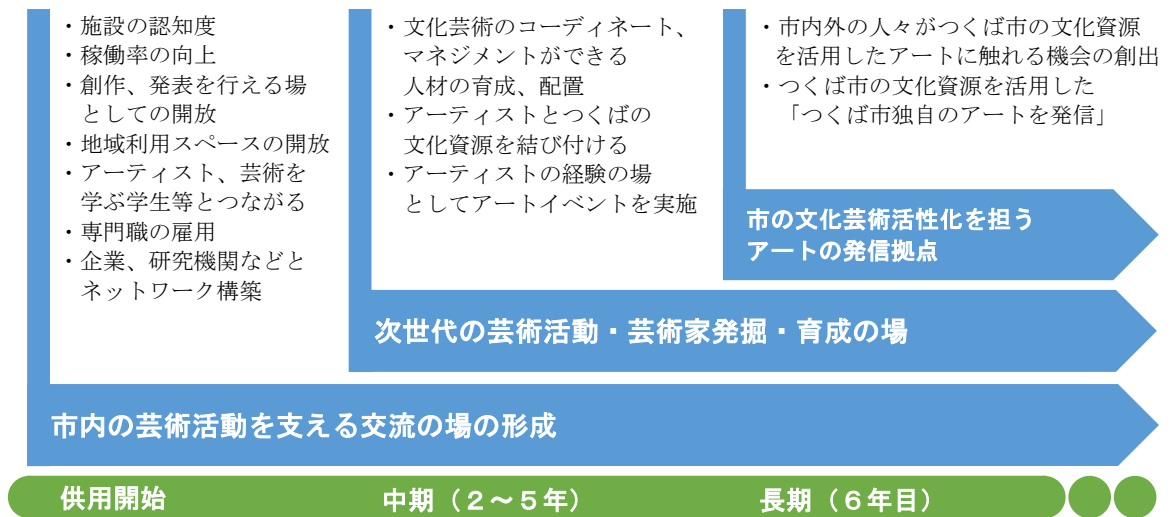 ・施設の認知度
・稼働率の向上
・創作、発表を行える場
としての開放
・地域利用スペースの開放
・アーティスト、芸術を
学ぶ学生等とつながる
・専門職の雇用
・企業、研究機関などと
ネットワーク構築
・文化芸術のコーディネート、
マネジメントができる
人材の育成、配置
・アーティストとつくばの
文化資源を結び付ける
・アーティストの経験の場
としてアートイベントを実施
・市内外の人々がつくば市の文化資源
を活用したアートに触れる機会の創出
・つくば市の文化資源を活用した
「つくば市独自のアートを発信」
市の文化芸術活性化を担う
アートの発信拠点
次世代の芸術活動・芸術家発掘・育成の場
市内の芸術活動を支える交流の場の形成
供用開始
中期（２～５年）
長期（６年目）